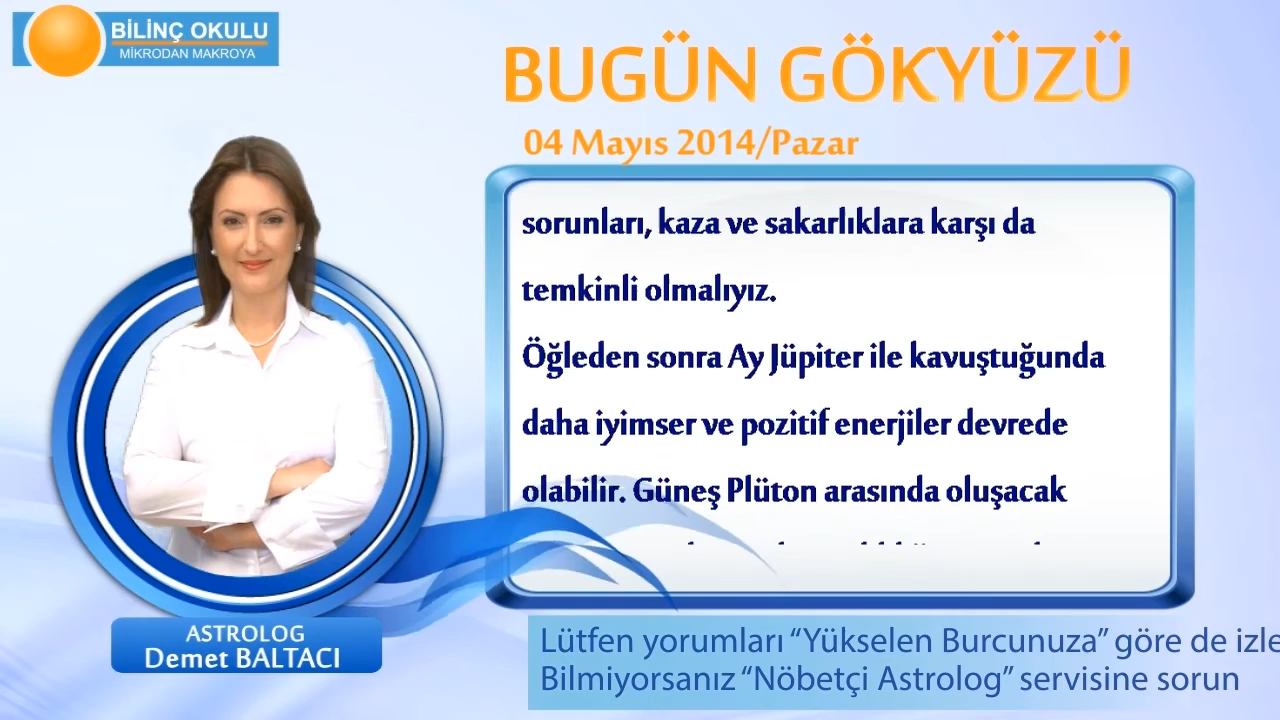 BİLİNÇ OKULU
MİKRODAN MAKROYA
BUGÜN GÖKYÜZÜ
04 Mayıs 2014/Pazar
sorunları, kaza ve sakarlıklara karşı da
temkinli olmalıyız.
Öğleden sonra Ay Jüpiter ile kavuştuğunda
daha iyimser ve pozitif enerjiler devrede
olabilir. Güneş Plüton arasında oluşacak
ASTROLOG
Demet BALTACI
Lütfen yorumları “Yükselen Burcunuza” göre de izle
Bilmiyorsanız “Nöbetçi Astrolog” servisine sorun